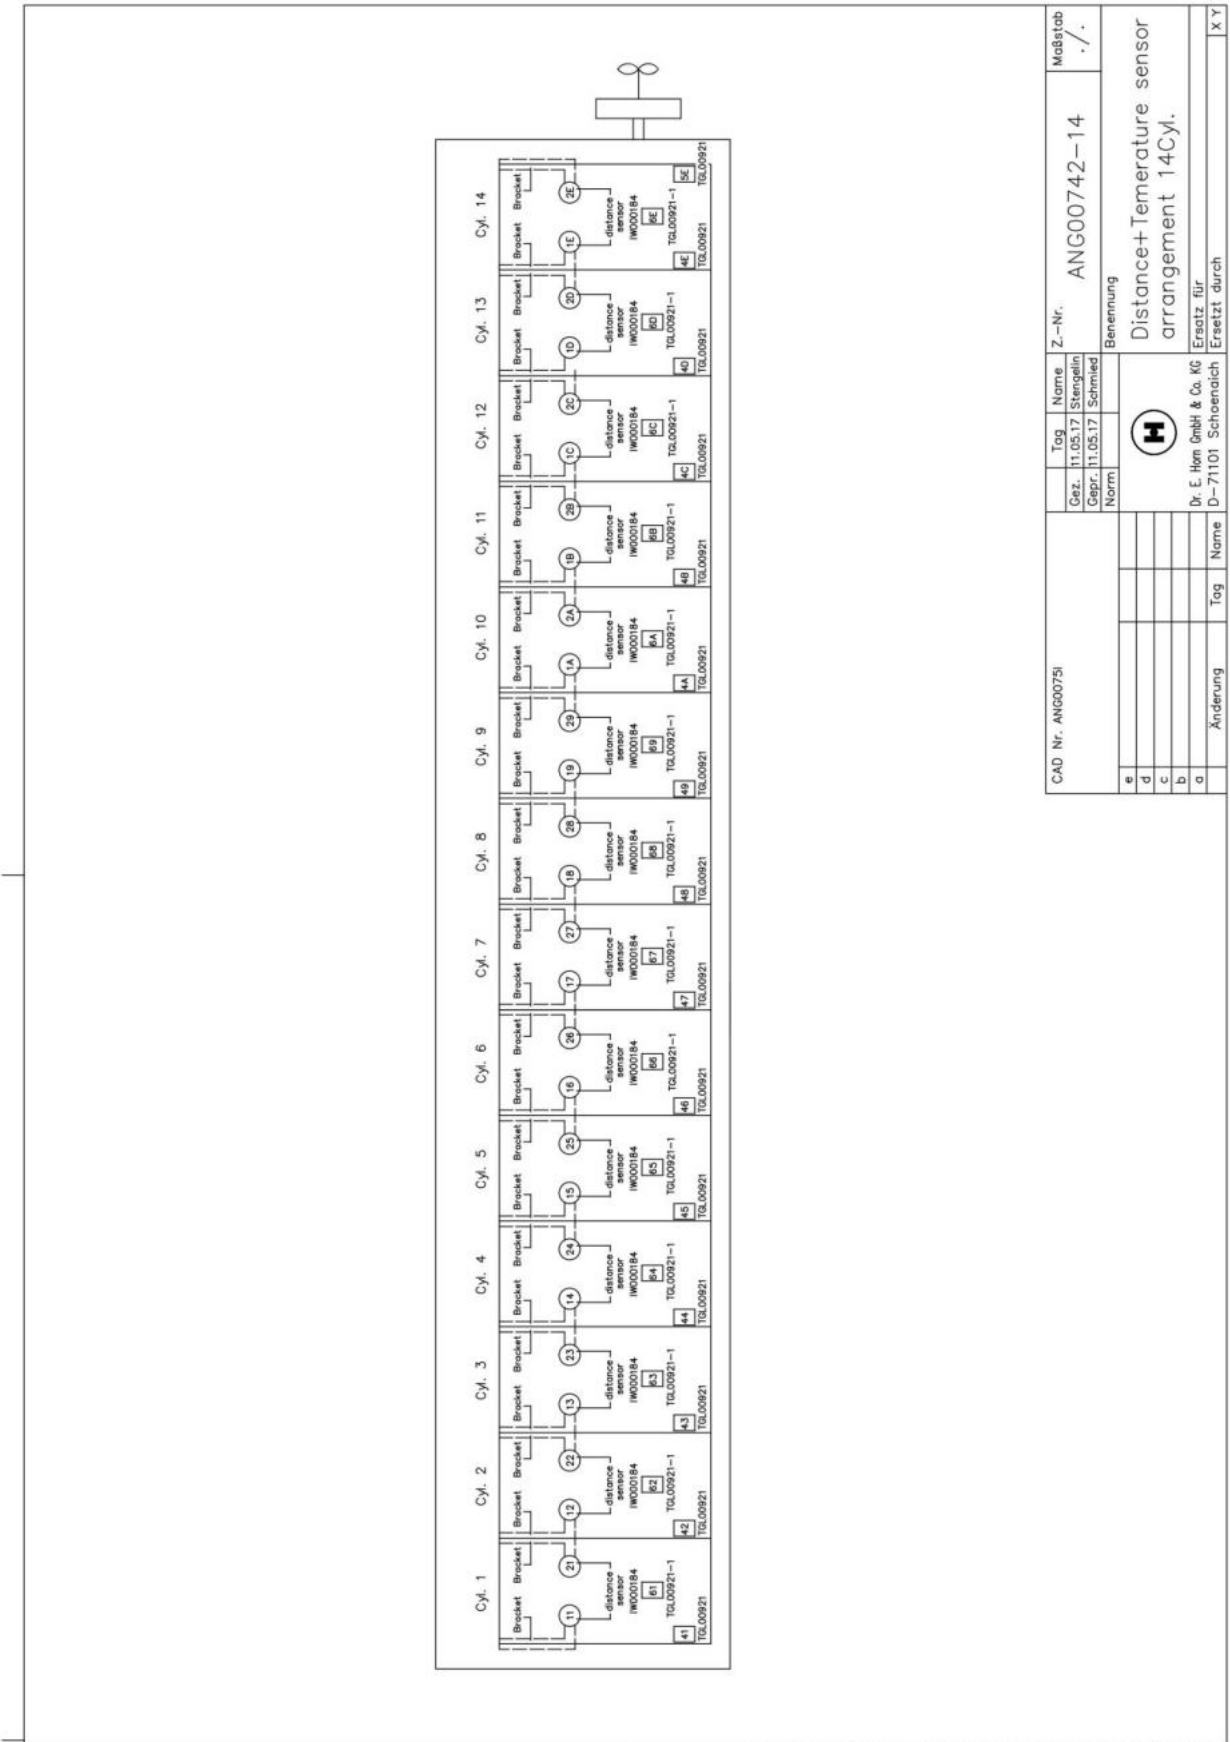 Cyl. 1
Bracket Bracket
11 21
distance
sensor
IW000184
61
TGL00921-1
41
TGL00921
Cyl. 2
Bracket Bracket
12 22
distance
sensor
IW000184
62
TGL00921-1
42
TGL00921
Cyl. 3
Bracket Bracket
13 23
distance
sensor
IW000184
63
TGL00921-1
43
TGL00921
Cyl. 4
Bracket Bracket
14 24
distance
sensor
IW000184
64
TGL00921-1
44
TGL00921
Cyl. 5
Bracket Bracket
15 25
distance
sensor
IW000184
65
TGL00921-1
45
TGL00921
Cyl. 6
Bracket Bracket
16 26
distance
sensor
IW000184
66
TGL00921-1
46
TGL00921
Cyl. 7
Bracket Bracket
17 27
distance
sensor
IW000184
67
TGL00921-1
47
TGL00921
Cyl. 8
Bracket Bracket
18 28
distance
sensor
IW000184
68
TGL00921-1
48
TGL00921
Cyl. 9
Bracket Bracket
19 29
distance
sensor
IW000184
69
TGL00921-1
49
TGL00921
Cyl. 10
Bracket Bracket
1A 2A
distance
sensor
IW000184
6A
TGL00921-1
4A
TGL00921
Cyl. 11
Bracket Bracket
1B 2B
distance
sensor
IW000184
6B
TGL00921-1
4B
TGL00921
Cyl. 12
Bracket Bracket
1C 2C
distance
sensor
IW000184
6C
TGL00921-1
4C
TGL00921
Cyl. 13
Bracket Bracket
1D 2D
distance
sensor
IW000184
6D
TGL00921-1
4D
TGL00921
Cyl. 14
Bracket Bracket
1E 2E
distance
sensor
IW000184
6E
TGL00921-1
4E 5E
TGL00921 TGL00921
CAD Nr. ANG0075I
Tag Name
Gez. 11.05.17 Stengelin
Gepr. 11.05.17 Schmied
Norm
Z.-Nr.
ANG00742-14
Maßstab
./.
Benennung
Distance+Temerature sensor
arrangement 14Cyl.
H
Dr. E. Horn GmbH & Co. KG
D-71101 Schoenaich
Ersatz für
Ersetzt durch
X Y
e
d
c
b
a
Änderung Tag Name